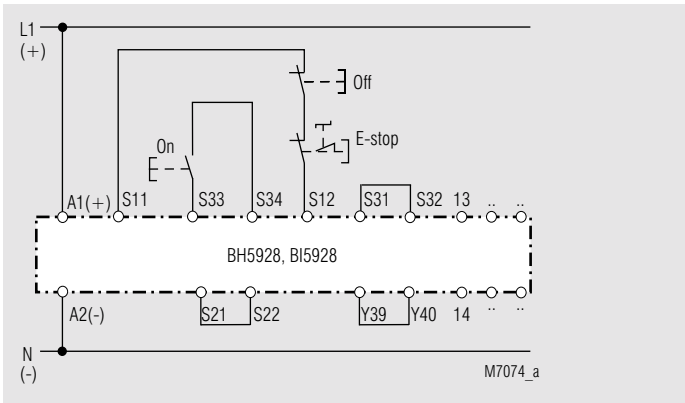 L1
(+)
Off
E-stop
On
A1(+) S11 S33 S34 S12 S31 S32 13 .. ..
BH5928, BI5928
A2(-) S21 S22 Y39 Y40 14 .. ..
N
(-)
M7074_a